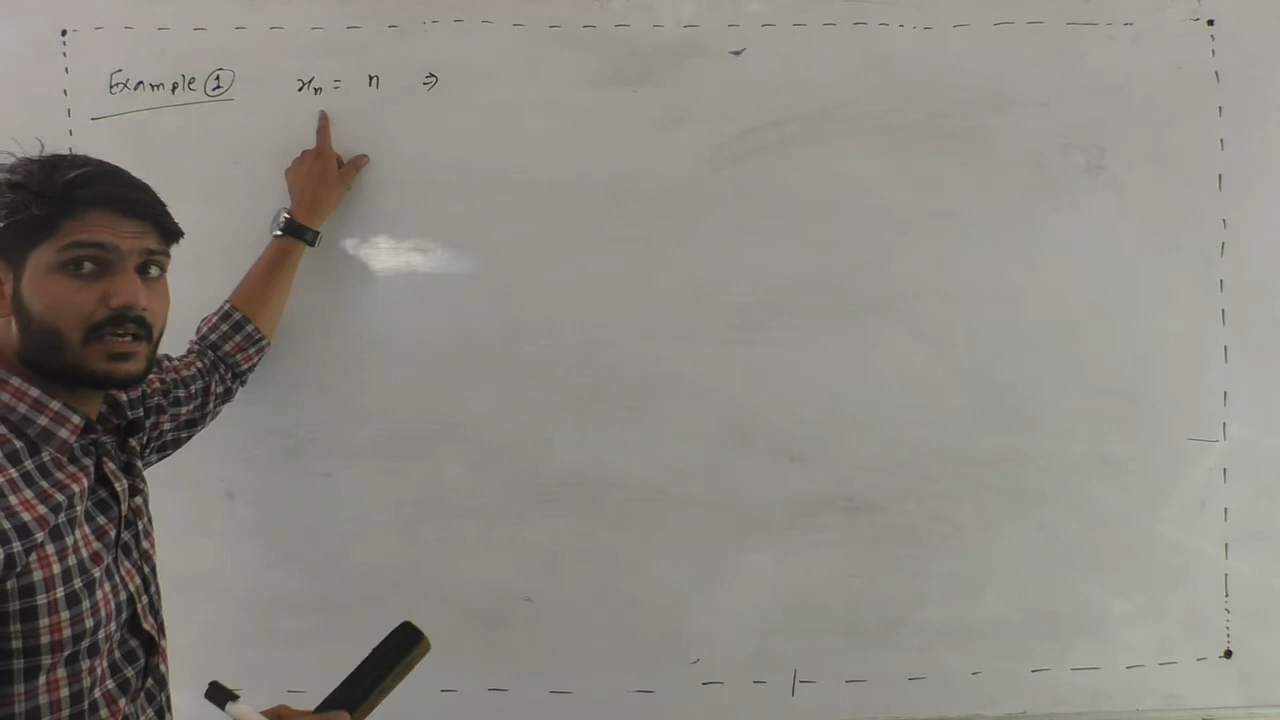 Example ① xₙ = n ⇒